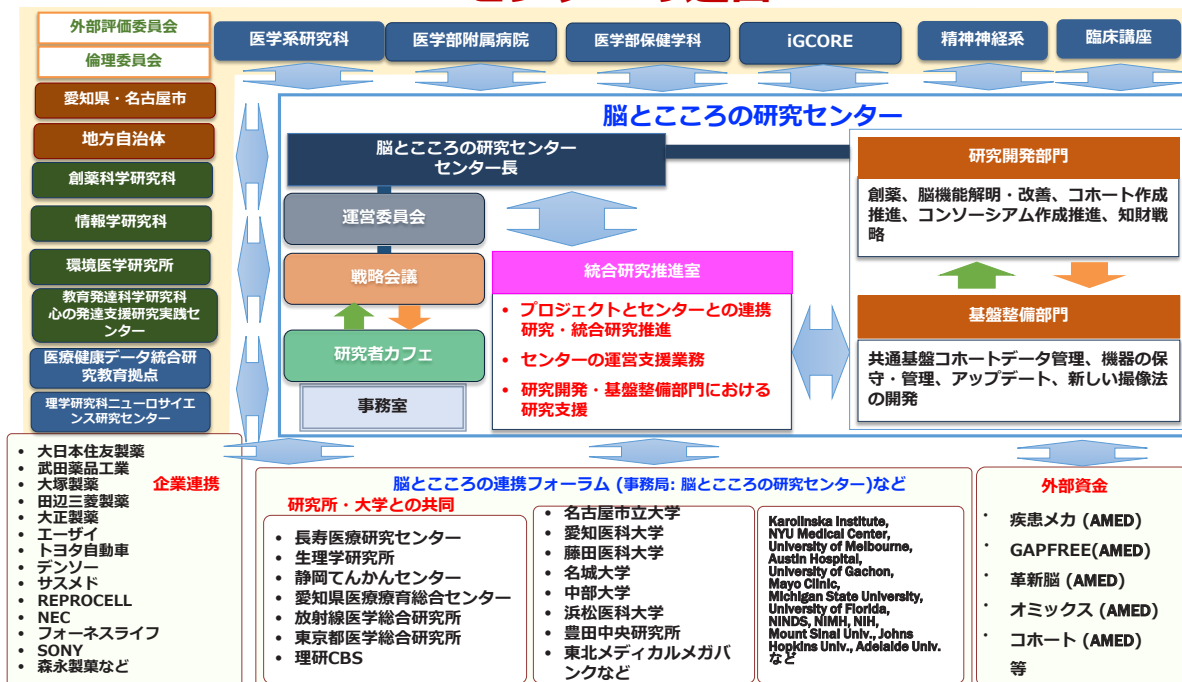 センターの運営
外部評価委員会
倫理委員会
医学系研究科
医学部附属病院
医学部保健学科
iGCORE
精神神経系
臨床講座
愛知県・名古屋市
地方自治体
創薬科学研究科
情報学研究科
環境医学研究所
教育発達科学研究科
心の発達支援研究実践セ
ンター
医療健康データ統合研
究教育拠点
理学研究科ニューロサイエ
ンス研究センター
脳とこころの研究センター
脳とこころの研究センター
センター長
運営委員会
戦略会議
研究者カフェ
事務室
統合研究推進室
• プロジェクトとセンターとの連携
研究・統合研究推進
• センターの運営支援業務
• 研究開発・基盤整備部門における
研究支援
研究開発部門
創薬、脳機能解明・改善、コホート作成
推進、コンソーシアム作成推進、知財戦
略
基盤整備部門
共通基盤コホートデータ管理、機器の保
守・管理、アップデート、新しい撮像法
の開発
企業連携
• 大日本住友製薬
• 武田薬品工業
• 大塚製薬
• 田辺三菱製薬
• 大正製薬
• エーザイ
• トヨタ自動車
• デンソー
• サスメド
• REPROCELL
• NEC
• フォーネスライフ
• SONY
• 森永製菓など
脳とこころの連携フォーラム (事務局: 脳とこころの研究センター)など
研究所・大学との共同
• 長寿医療研究センター
• 生理学研究所
• 静岡てんかんセンター
• 愛知県医療療育総合センター
• 放射線医学総合研究所
• 東京都医学総合研究所
• 理研CBS
• 名古屋市立大学
• 愛知医科大学
• 藤田医科大学
• 名城大学
• 中部大学
• 浜松医科大学
• 豊田中央研究所
• 東北メディカルメガバ
ンクなど
Karolinska Institute,
NYU Medical Center,
University of Melbourne,
Austin Hospital,
University of Gachon,
Mayo Clinic,
Michigan State University,
University of Florida,
NINDS, NIMH, NIH,
Mount Sinai Univ., Johns
Hopkins Univ., Adelaide Univ.
など
外部資金
・ 疾患メカ (AMED)
・ GAPFREE(AMED)
・ 革新脳 (AMED)
・ オミックス (AMED)
・ コホート (AMED)
等